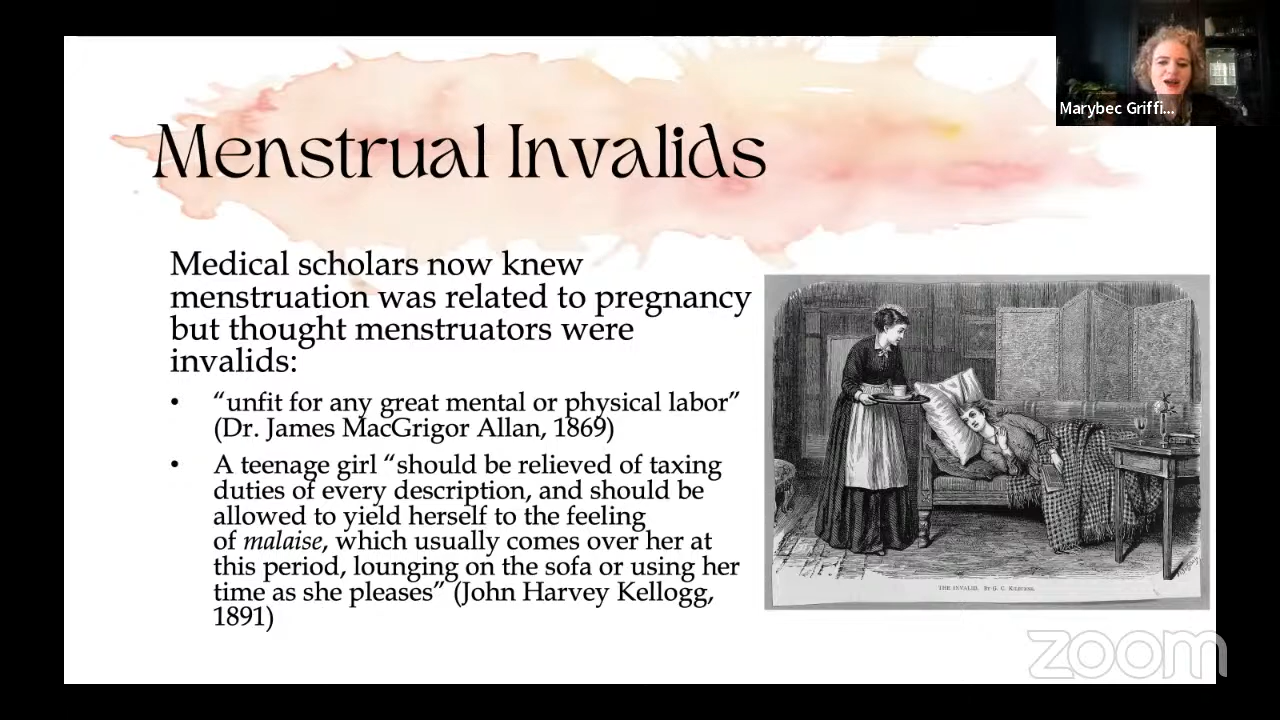 Marybec Griffi...
Menstrual Invalids
Medical scholars now knew
menstruation was related to pregnancy
but thought menstruators were
invalids:
• “unfit for any great mental or physical labor”
(Dr. James MacGrigor Allan, 1869)
• A teenage girl “should be relieved of taxing
duties of every description, and should be
allowed to yield herself to the feeling
of malaise, which usually comes over her at
this period, lounging on the sofa or using her
time as she pleases” (John Harvey Kellogg,
1891)
THE INVALID.
zoom